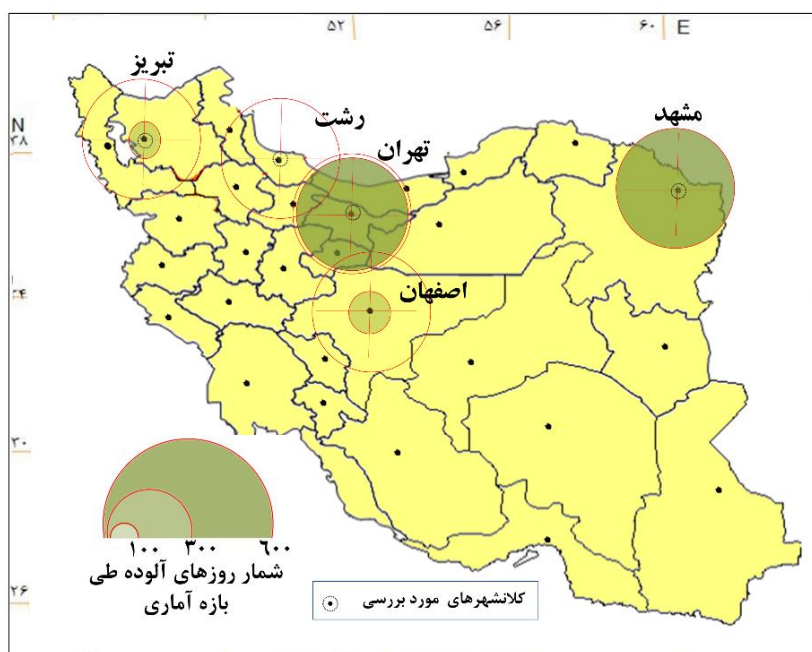 ۵۲ ۵۶ ۶۰ E
تبریز
رشت
مشهد
تهران
N
۳۸
اصفهان
۳۴
۳۰
۱۰۰ ۳۰۰ ۶۰۰
شمار روزهای آلوده طی
بازه آماری
کلانشهرهای مورد بررسی
۲۶